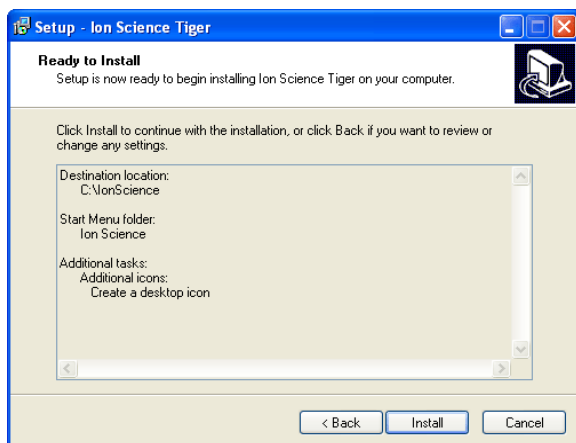 Setup - Ion Science Tiger
Ready to Install
Setup is now ready to begin installing Ion Science Tiger on your computer.
Click Install to continue with the installation, or click Back if you want to review or
change any settings.
Destination location:
C:\IonScience
Start Menu folder:
Ion Science
Additional tasks:
Additional icons:
Create a desktop icon
< Back
Install
Cancel